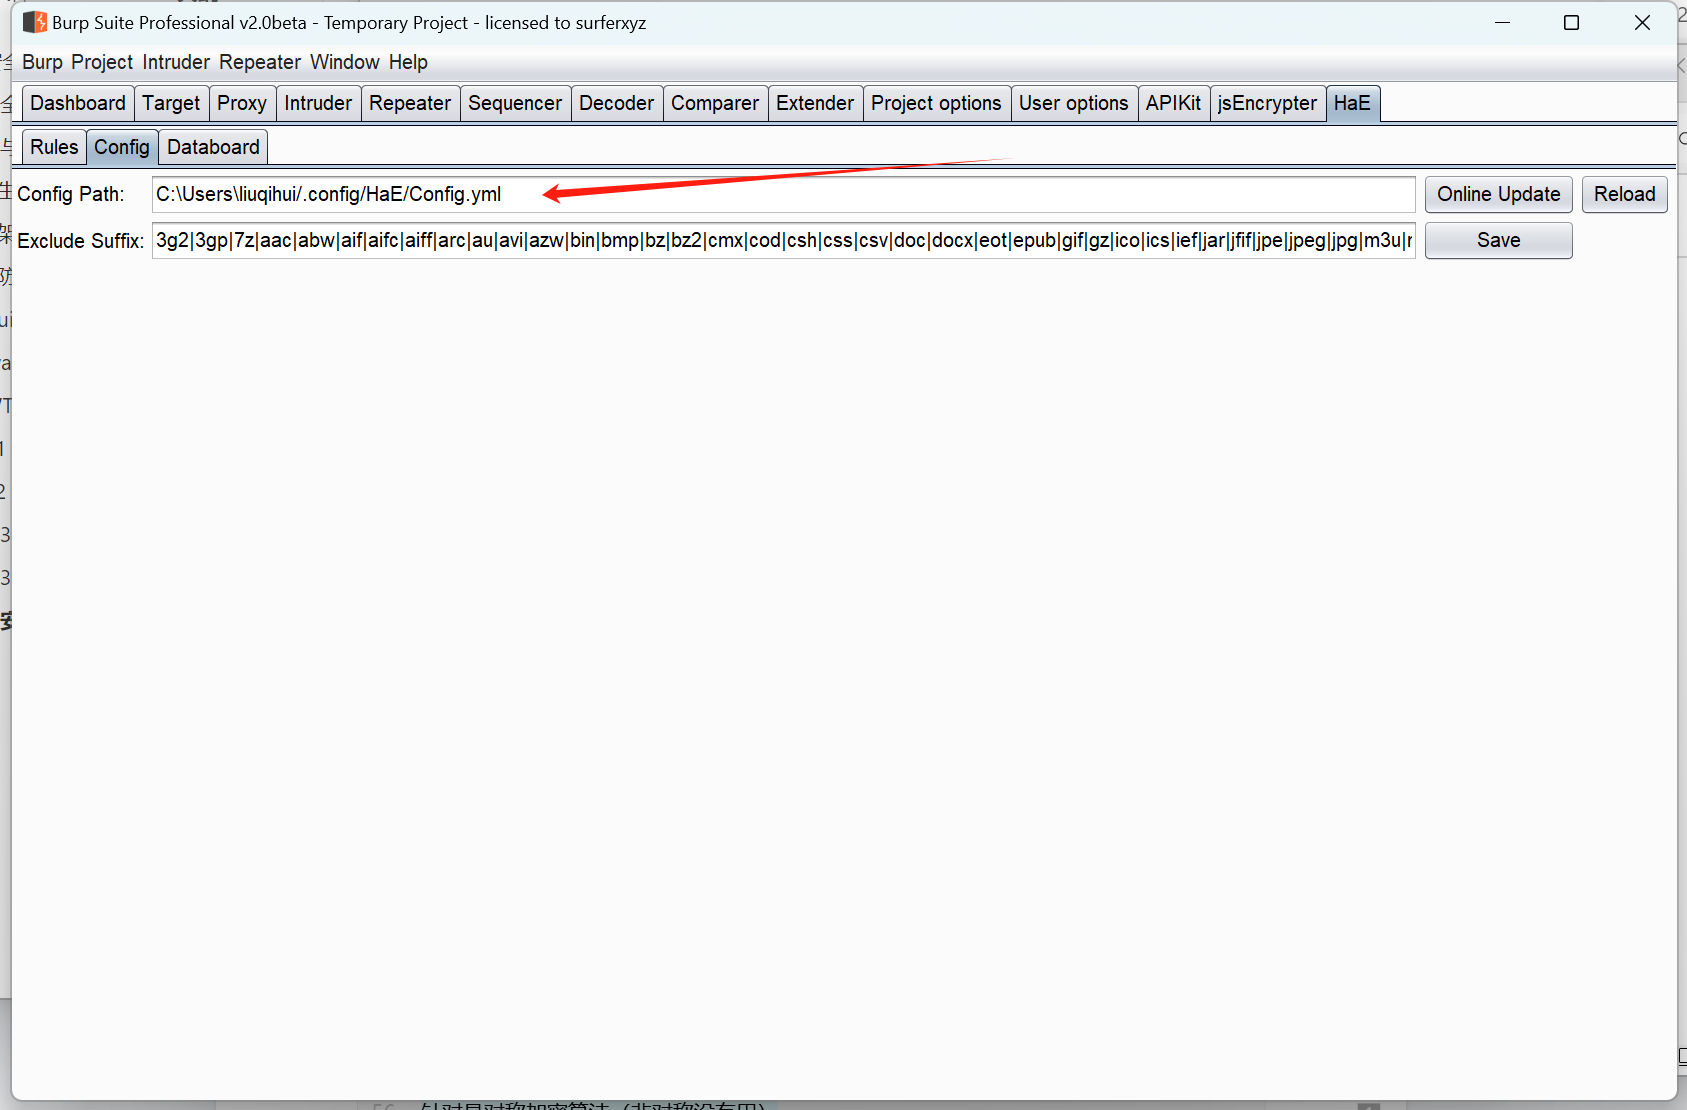 Burp Suite Professional v2.0beta - Temporary Project - licensed to surferxyz
Burp Project Intruder Repeater Window Help
Dashboard Target Proxy Intruder Repeater Sequencer Decoder Comparer Extender Project options User options APIKit jsEncrypter HaE
Rules Config Databoard
Config Path: C:\Users\liuqihui/.config/HaE/Config.yml Online Update Reload
Exclude Suffix: 3g2|3gp|7z|aac|abw|aif|aifc|aiff|arc|au|avi|azw|bin|bmp|bz|bz2|cmx|cod|csh|css|csv|doc|docx|eot|epub|gif|gz|ico|ics|ief|jar|jfif|jpe|jpeg|jpg|m3u| Save